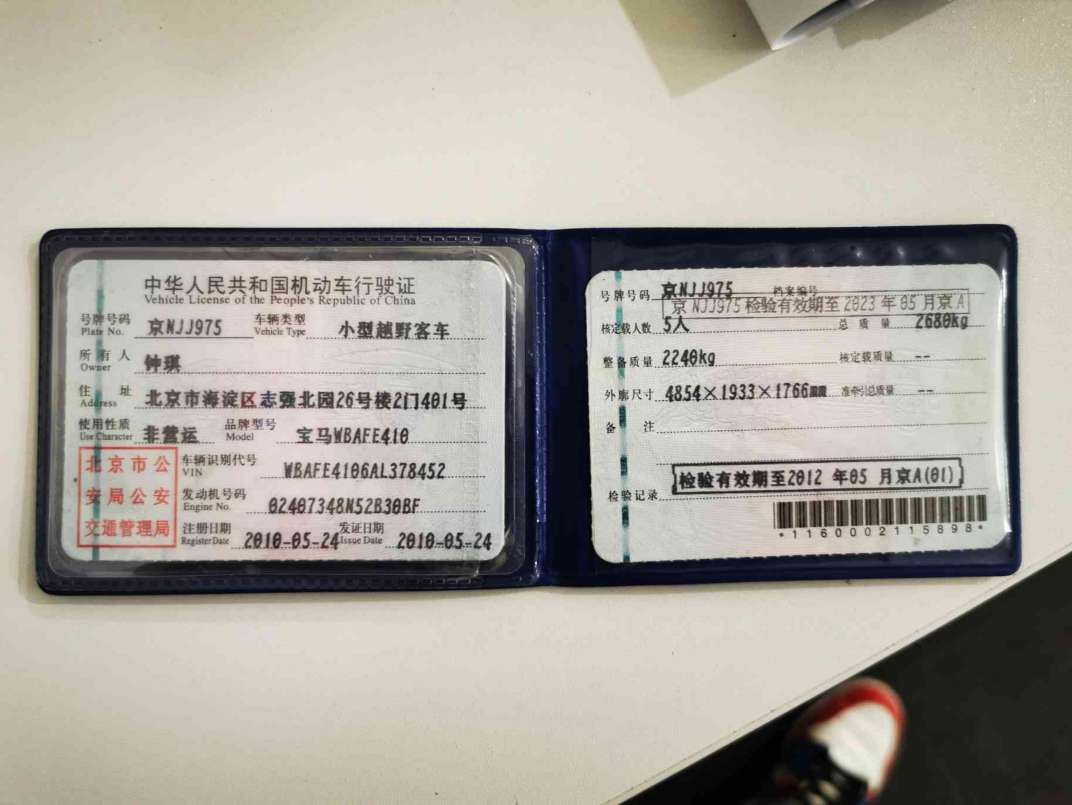 中华人民共和国机动车行驶证
Vehicle License of the People's Republic of China
号牌号码 京NJJ975 车辆类型 小型越野客车
Plate No. Vehicle Type
所有人 钟琪
Owner
住址 北京市海淀区志强北园26号楼2门401号
Address
使用性质 非营运 品牌型号 宝马WBAFE410
Use Character Model
北京市公
安局公安
交通管理局
车辆识别代号 WBAFE4106AL378452
VIN
发动机号码 02407348N52B30BF
Engine No.
注册日期 2010-05-24 发证日期 2010-05-24
Register Date Issue Date
号牌号码 京NJJ975 档案编号
京NJJ975检验有效期至2023年05月京A
核定载人数 5人 总质量 2680kg
整备质量 2240kg 核定载质量 --
外廓尺寸 4854×1933×1766 准牵引总质量 --
备注
检验记录 检验有效期至2012年05月京A(01)
*1160002115898*